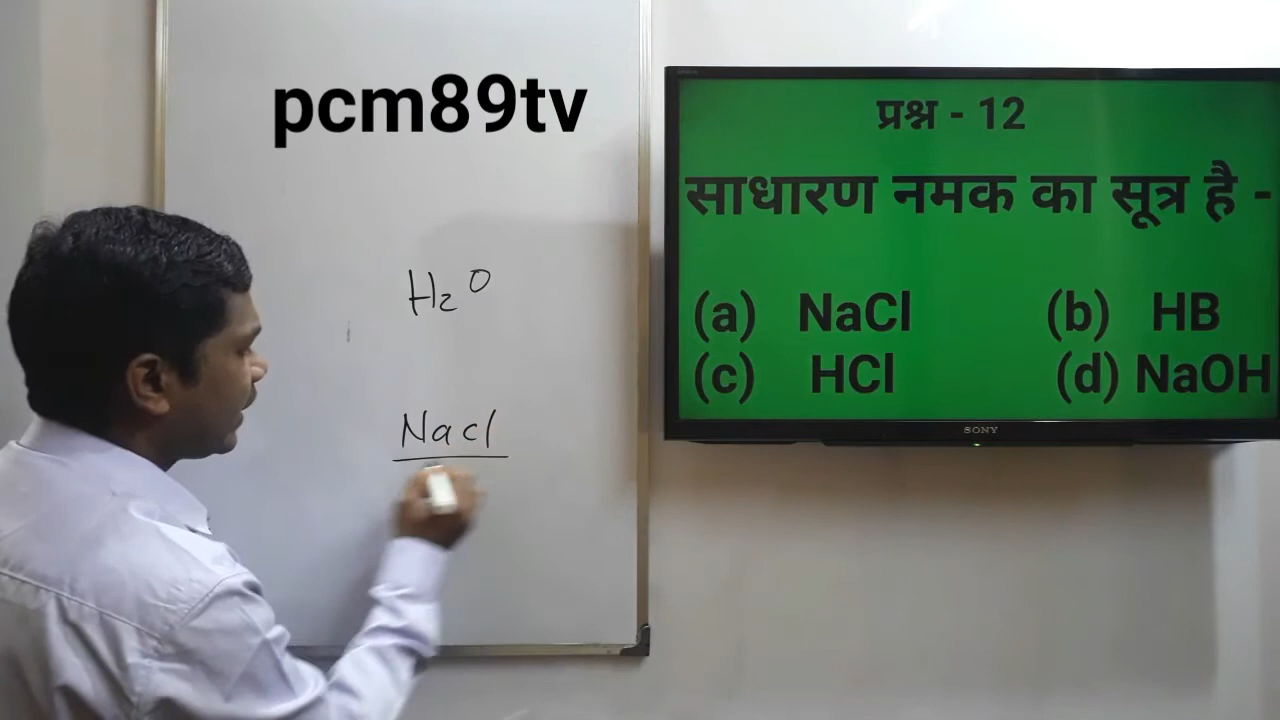 pcm89tv
H₂O
Nacl
प्रश्न - 12
साधारण नमक का सूत्र है -
(a) NaCl (b) HB
(c) HCl (d) NaOH
SONY